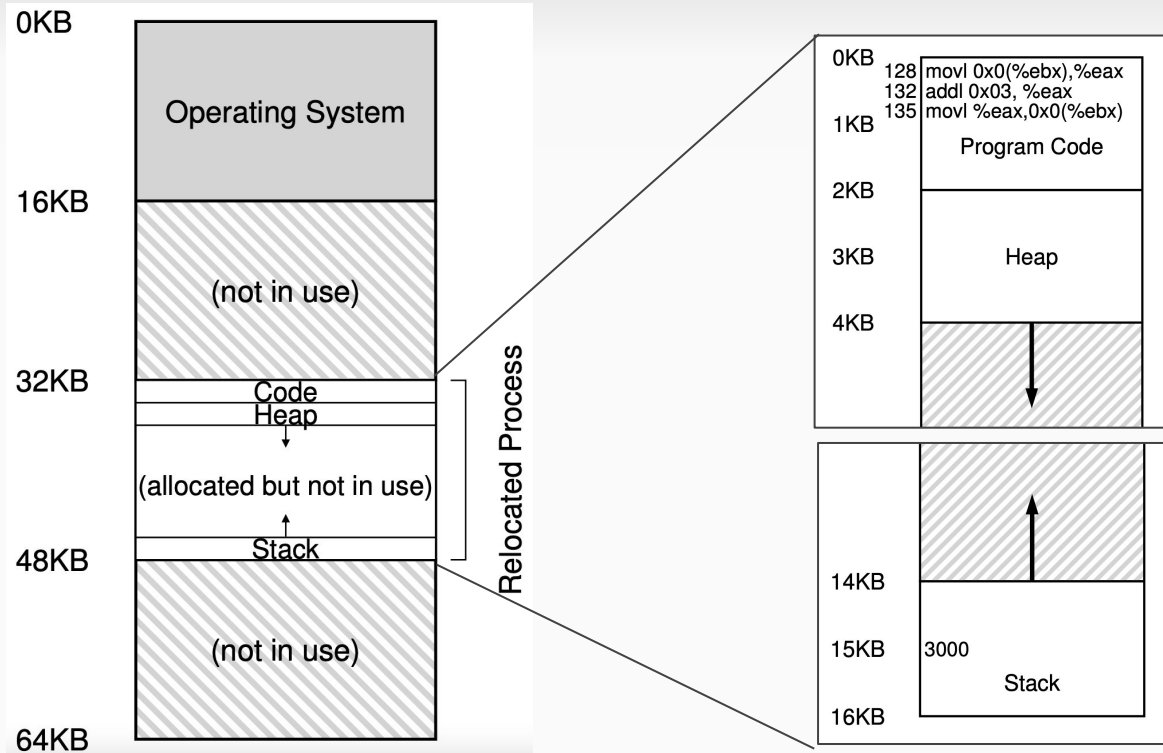 0KB
Operating System
16KB
(not in use)
32KB
Code
Heap
(allocated but not in use)
Stack
48KB
(not in use)
64KB
Relocated Process
0KB
128 movl 0x0(%ebx),%eax
132 addl 0x03, %eax
135 movl %eax,0x0(%ebx)
1KB
Program Code
2KB
3KB
Heap
4KB
14KB
15KB
3000
Stack
16KB